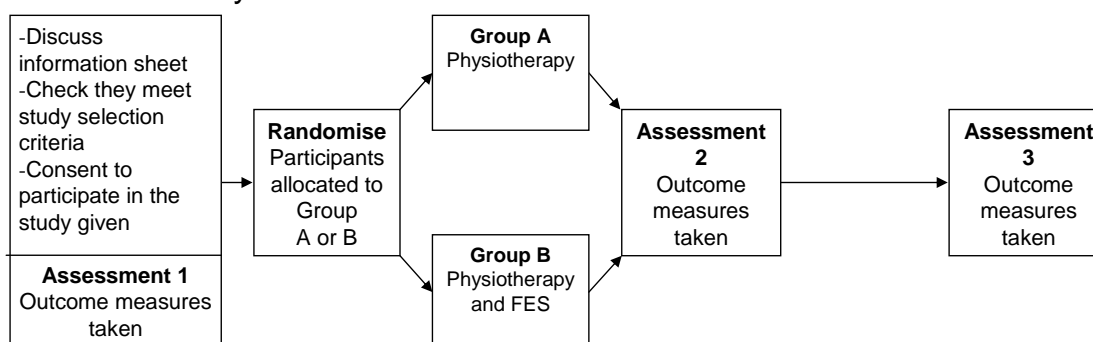 -Discuss
information sheet
-Check they meet
study selection
criteria
-Consent to
participate in the
study given
Assessment 1
Outcome measures
taken
Randomise
Participants
allocated to
Group
A or B
Group A
Physiotherapy
Group B
Physiotherapy
and FES
Assessment
2
Outcome
measures
taken
Assessment
3
Outcome
measures
taken